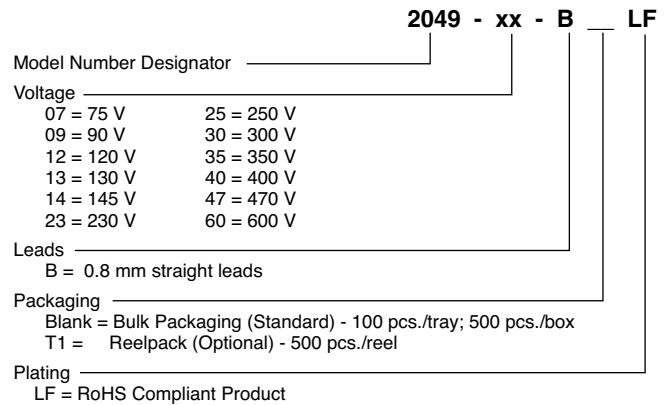 2049 - xx - B __ LF
Model Number Designator
Voltage
07 = 75 V 25 = 250 V
09 = 90 V 30 = 300 V
12 = 120 V 35 = 350 V
13 = 130 V 40 = 400 V
14 = 145 V 47 = 470 V
23 = 230 V 60 = 600 V
Leads
B = 0.8 mm straight leads
Packaging
Blank = Bulk Packaging (Standard) - 100 pcs./tray; 500 pcs./box
T1 = Reelpack (Optional) - 500 pcs./reel
Plating
LF = RoHS Compliant Product